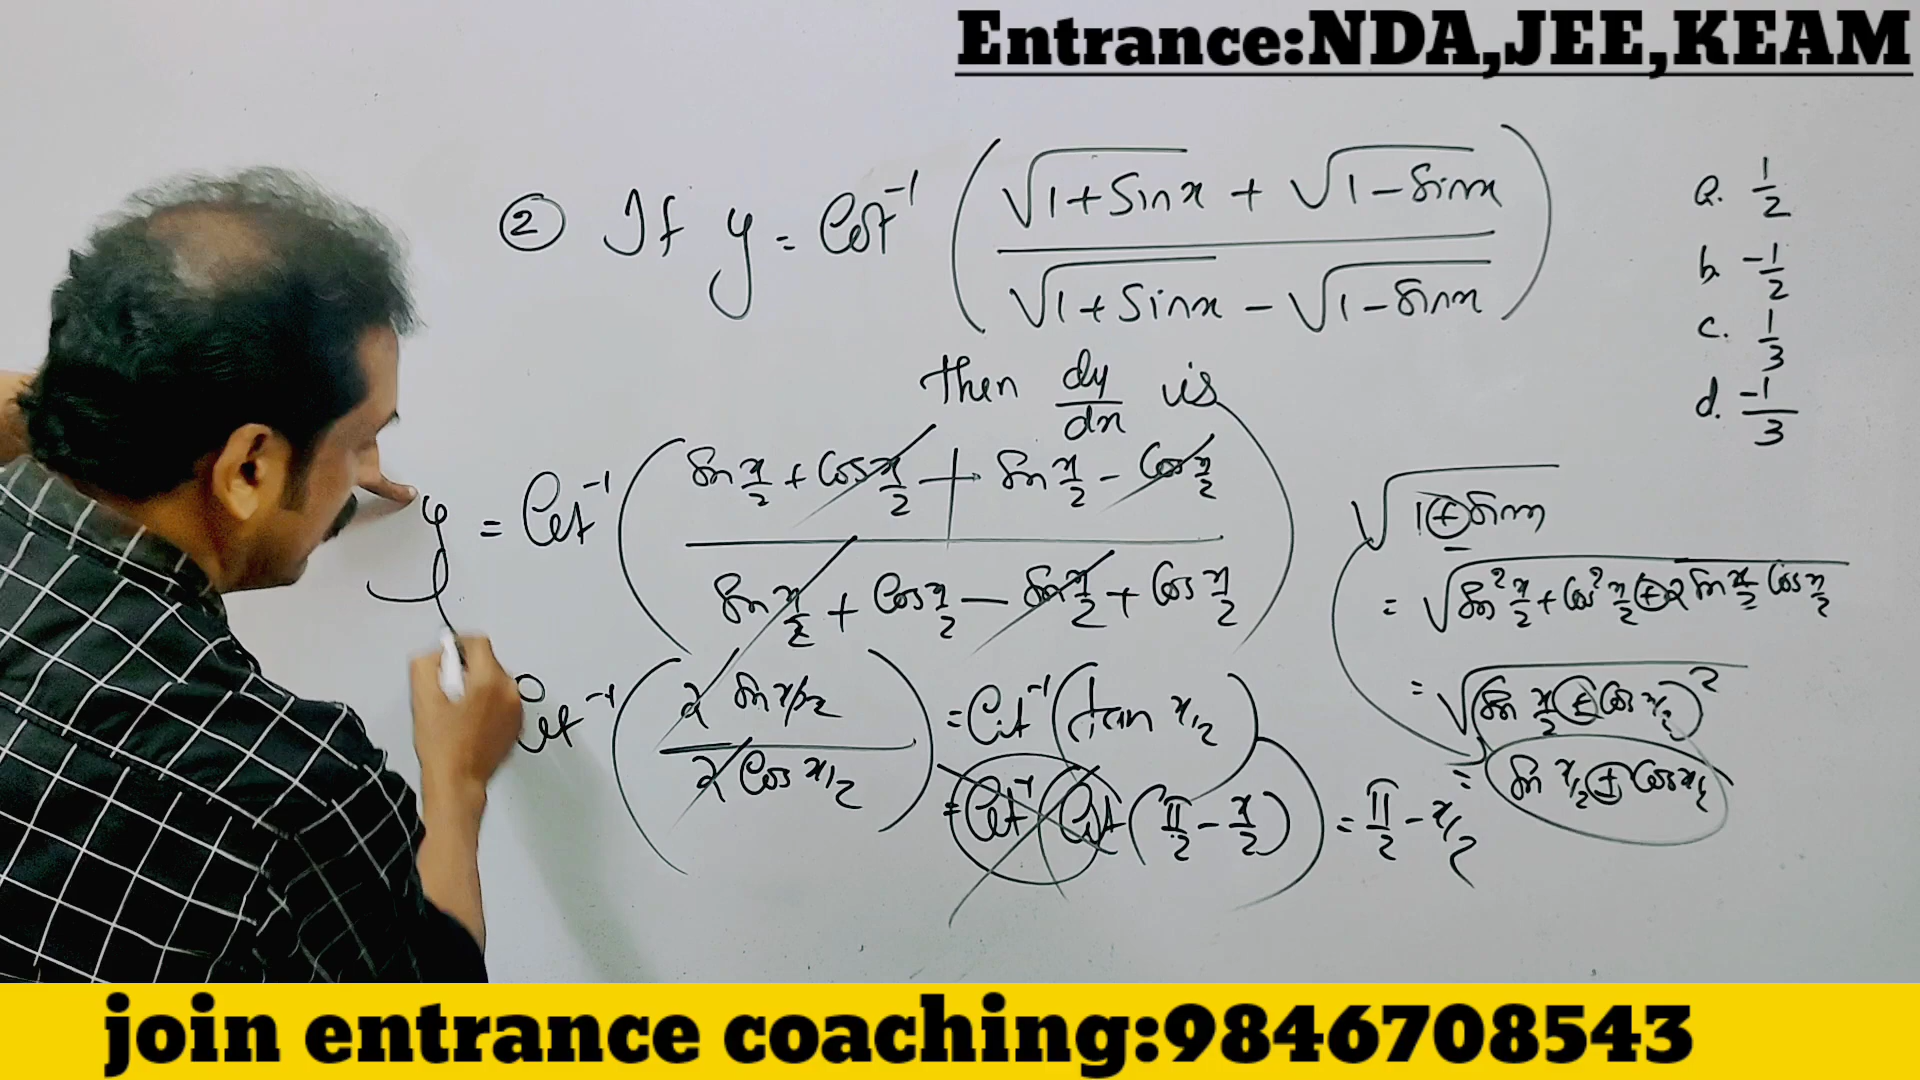 Entrance:NDA,JEE,KEAM
② If y = Cot⁻¹ ( (√(1+Sinx) + √(1-Sinx)) / (√(1+Sinx) - √(1-Sinx)) )
then dy/dx is
a. 1/2
b. -1/2
c. 1/3
d. -1/3
y = Cot⁻¹ ( (Sin x/2 + Cos x/2 + Sin x/2 - Cos x/2) / (Sin x/2 + Cos x/2 - Sin x/2 + Cos x/2) )
Cot⁻¹ ( 2 Sin x/2 / 2 Cos x/2 ) = Cot⁻¹ (tan x/2)
= Cot⁻¹ Cot (π/2 - x/2) = π/2 - x/2
√(1+Sinx)
= √(Sin² x/2 + Cos² x/2 + 2 Sin x/2 Cos x/2)
= √(Sin x/2 + Cos x/2)²
= Sin x/2 + Cos x/2
join entrance coaching:9846708543